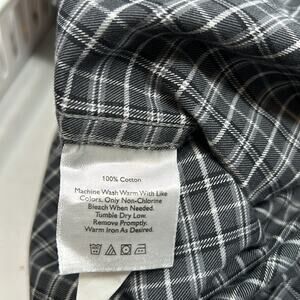 100% Cotton
Machine Wash Warm With Like
Colors. Only Non-Chlorine
Bleach When Needed.
Tumble Dry Low.
Remove Promptly.
Warm Iron As Desired.